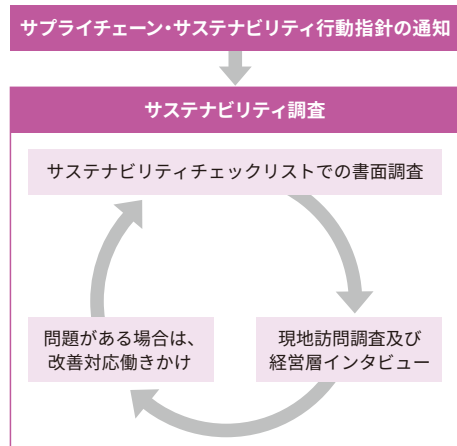 サプライチェーン・サステナビリティ行動指針の通知
サステナビリティ調査
サステナビリティチェックリストでの書面調査
問題がある場合は、
改善対応働きかけ
現地訪問調査及び
経営層インタビュー